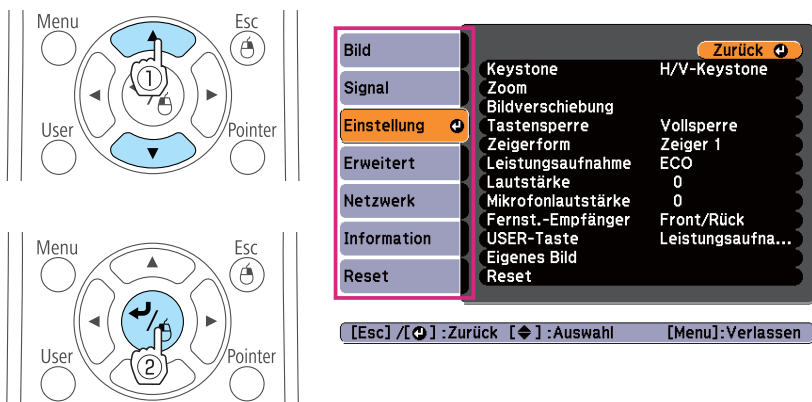 Menu Esc
1
User Pointer
Menu Esc
2
User Pointer
Bild
Signal
Einstellung
Erweitert
Netzwerk
Information
Reset
Zurück
Keystone H/V-Keystone
Zoom
Bildverschiebung
Tastensperre Vollsperre
Zeigerform Zeiger 1
Leistungsaufnahme ECO
Lautstärke 0
Mikrofonlautstärke 0
Fernst.-Empfänger Front/Rück
USER-Taste Leistungsaufna...
Eigenes Bild
Reset
[Esc] /[⏎] :Zurück [◆] :Auswahl [Menu]:Verlassen